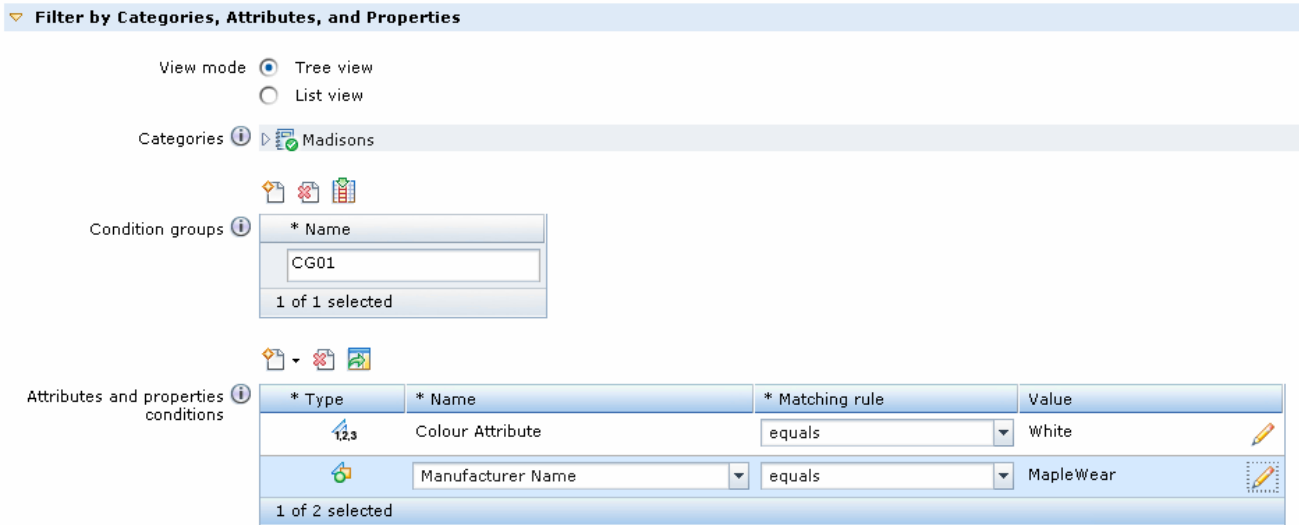 Filter by Categories, Attributes, and Properties
View mode Tree view
List view
Categories Madisons
Condition groups * Name
CG01
1 of 1 selected
Attributes and properties conditions
* Type * Name * Matching rule Value
1,2,3 Colour Attribute equals White
Manufacturer Name equals MapleWear
1 of 2 selected